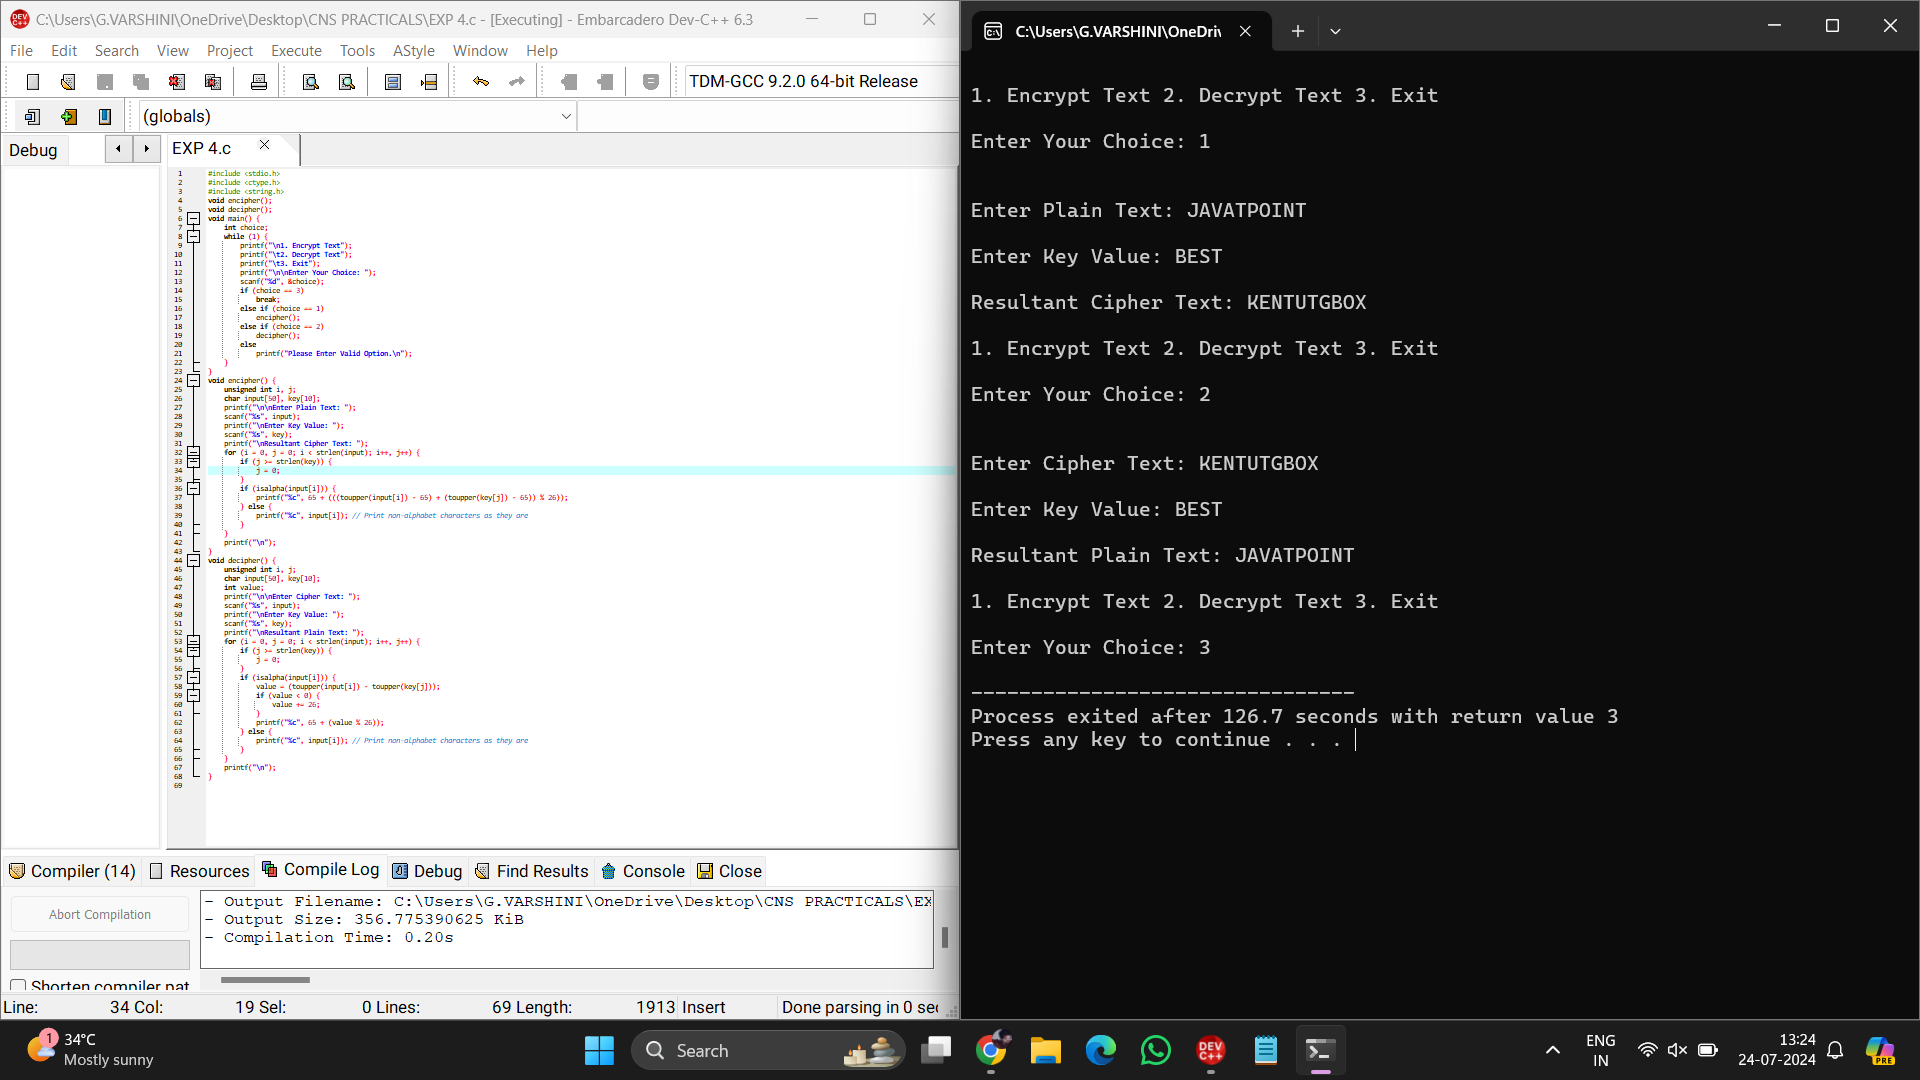 C:\Users\G.VARSHINI\OneDrive\Desktop\CNS PRACTICALS\EXP 4.c - [Executing] - Embarcadero Dev-C++ 6.3
File Edit Search View Project Execute Tools AStyle Window Help
TDM-GCC 9.2.0 64-bit Release
(globals)
Debug
EXP 4.c
1 #include <stdio.h>
2 #include <ctype.h>
3 #include <string.h>
4 void encipher();
5 void decipher();
6 void main() {
7 int choice;
8 while (1) {
9 printf("\n1. Encrypt Text");
10 printf("\t2. Decrypt Text");
11 printf("\t3. Exit");
12 printf("\n\nEnter Your Choice: ");
13 scanf("%d", &choice);
14 if (choice == 3)
15 break;
16 else if (choice == 1)
17 encipher();
18 else if (choice == 2)
19 decipher();
20 else
21 printf("Please Enter Valid Option.\n");
22 }
23 }
24 void encipher() {
25 unsigned int i, j;
26 char input[50], key[10];
27 printf("\n\nEnter Plain Text: ");
28 scanf("%s", input);
29 printf("\nEnter Key Value: ");
30 scanf("%s", key);
31 printf("\nResultant Cipher Text: ");
32 for (i = 0, j = 0; i < strlen(input); i++, j++) {
33 if (j >= strlen(key)) {
34 j = 0;
35 }
36 if (isalpha(input[i])) {
37 printf("%c", 65 + (((toupper(input[i]) - 65) + (toupper(key[j]) - 65)) % 26));
38 } else {
39 printf("%c", input[i]); // Print non-alphabet characters as they are
40 }
41 }
42 printf("\n");
43 }
44 void decipher() {
45 unsigned int i, j;
46 char input[50], key[10];
47 int value;
48 printf("\n\nEnter Cipher Text: ");
49 scanf("%s", input);
50 printf("\nEnter Key Value: ");
51 scanf("%s", key);
52 printf("\nResultant Plain Text: ");
53 for (i = 0, j = 0; i < strlen(input); i++, j++) {
54 if (j >= strlen(key)) {
55 j = 0;
56 }
57 if (isalpha(input[i])) {
58 value = (toupper(input[i]) - toupper(key[j]));
59 if (value < 0) {
60 value += 26;
61 }
62 printf("%c", 65 + (value % 26));
63 } else {
64 printf("%c", input[i]); // Print non-alphabet characters as they are
65 }
66 }
67 printf("\n");
68 }
69
Compiler (14) Resources Compile Log Debug Find Results Console Close
Abort Compilation
Shorten compiler pat
- Output Filename: C:\Users\G.VARSHINI\OneDrive\Desktop\CNS PRACTICALS\EX
- Output Size: 356.775390625 KiB
- Compilation Time: 0.20s
Line: 34 Col: 19 Sel: 0 Lines: 69 Length: 1913 Insert Done parsing in 0 sec
C:\Users\G.VARSHINI\OneDriv
1. Encrypt Text 2. Decrypt Text 3. Exit
Enter Your Choice: 1
Enter Plain Text: JAVATPOINT
Enter Key Value: BEST
Resultant Cipher Text: KENTUTGBOX
1. Encrypt Text 2. Decrypt Text 3. Exit
Enter Your Choice: 2
Enter Cipher Text: KENTUTGBOX
Enter Key Value: BEST
Resultant Plain Text: JAVATPOINT
1. Encrypt Text 2. Decrypt Text 3. Exit
Enter Your Choice: 3
--------------------------------
Process exited after 126.7 seconds with return value 3
Press any key to continue . . .
1
34°C
Mostly sunny
Search
DEV C++
PRE
ENG
IN
13:24
24-07-2024